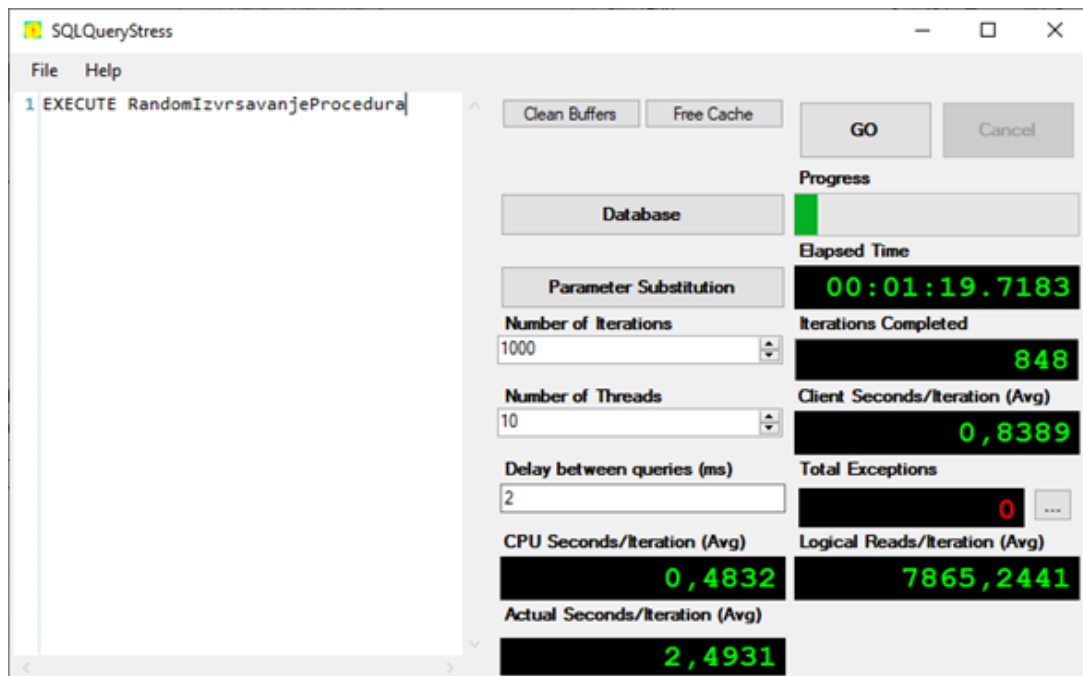 SQLQueryStress
File Help
1 EXECUTE RandomIzvrsavanjeProcedura
Clean Buffers Free Cache
GO Cancel
Progress
Database
Elapsed Time
00:01:19.7183
Parameter Substitution
Number of Iterations Iterations Completed
1000
848
Number of Threads Client Seconds/Iteration (Avg)
10
0,8389
Delay between queries (ms) Total Exceptions
2
0 ...
CPU Seconds/Iteration (Avg) Logical Reads/Iteration (Avg)
0,4832 7865,2441
Actual Seconds/Iteration (Avg)
2,4931